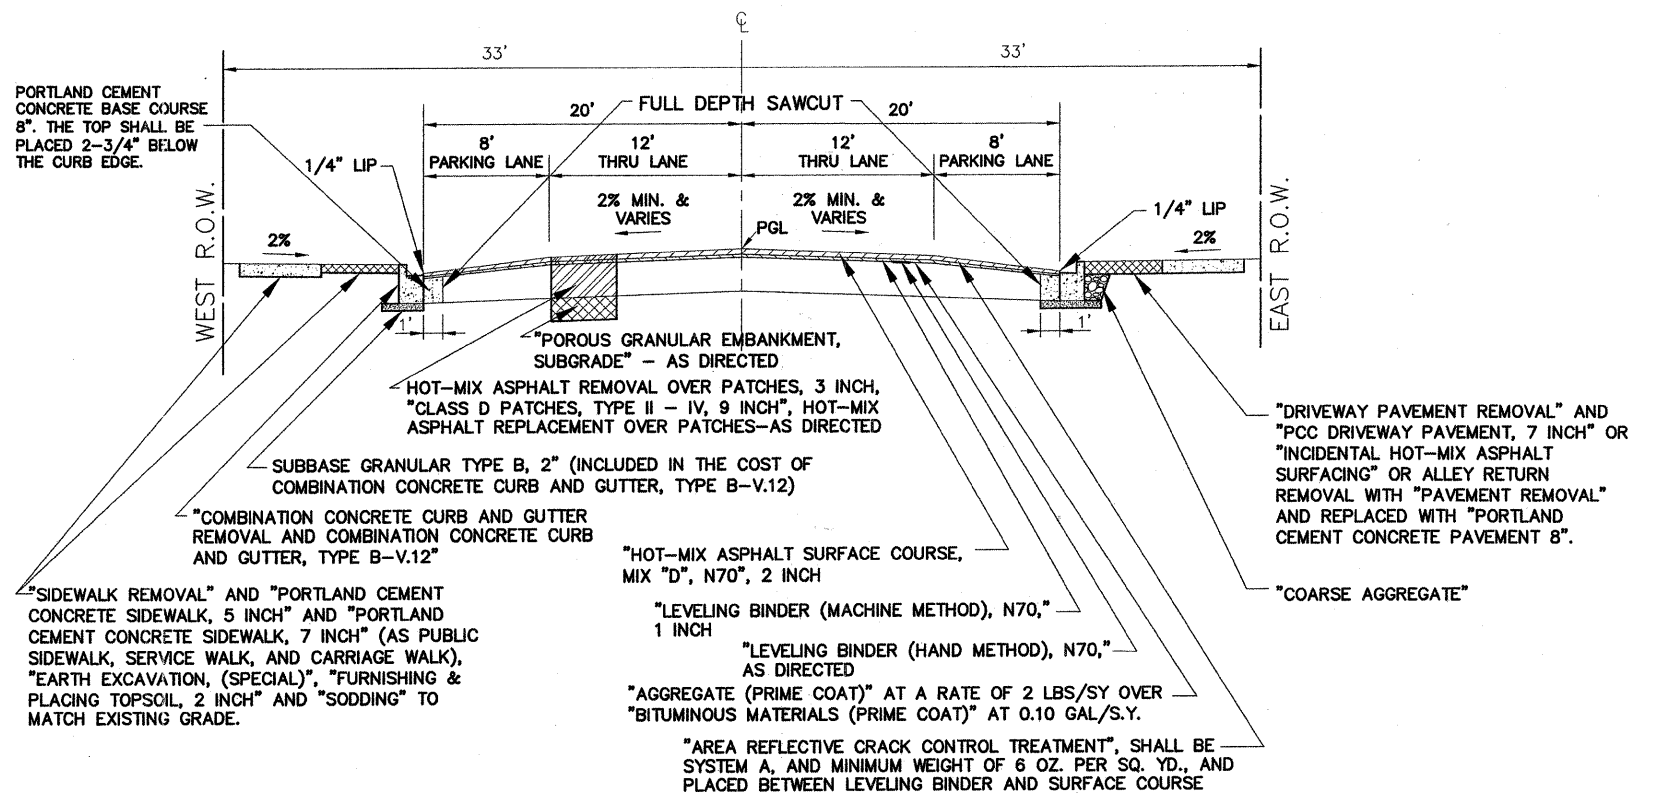 ℄
33'
33'
PORTLAND CEMENT
CONCRETE BASE COURSE
8". THE TOP SHALL BE
PLACED 2-3/4" BELOW
THE CURB EDGE.
20'
FULL DEPTH SAWCUT
20'
8'
PARKING LANE
12'
THRU LANE
12'
THRU LANE
8'
PARKING LANE
1/4" LIP
2% MIN. &
VARIES
2% MIN. &
VARIES
1/4" LIP
PGL
2%
2%
WEST R.O.W.
EAST R.O.W.
1'
1'
"POROUS GRANULAR EMBANKMENT,
SUBGRADE" - AS DIRECTED
HOT-MIX ASPHALT REMOVAL OVER PATCHES, 3 INCH,
"CLASS D PATCHES, TYPE II - IV, 9 INCH", HOT-MIX
ASPHALT REPLACEMENT OVER PATCHES-AS DIRECTED
SUBBASE GRANULAR TYPE B, 2" (INCLUDED IN THE COST OF
COMBINATION CONCRETE CURB AND GUTTER, TYPE B-V.12)
"COMBINATION CONCRETE CURB AND GUTTER
REMOVAL AND COMBINATION CONCRETE CURB
AND GUTTER, TYPE B-V.12"
"SIDEWALK REMOVAL" AND "PORTLAND CEMENT
CONCRETE SIDEWALK, 5 INCH" AND "PORTLAND
CEMENT CONCRETE SIDEWALK, 7 INCH" (AS PUBLIC
SIDEWALK, SERVICE WALK, AND CARRIAGE WALK),
"EARTH EXCAVATION, (SPECIAL)", "FURNISHING &
PLACING TOPSOIL, 2 INCH" AND "SODDING" TO
MATCH EXISTING GRADE.
"HOT-MIX ASPHALT SURFACE COURSE,
MIX "D", N70", 2 INCH
"LEVELING BINDER (MACHINE METHOD), N70,"
1 INCH
"LEVELING BINDER (HAND METHOD), N70,"
AS DIRECTED
"AGGREGATE (PRIME COAT)" AT A RATE OF 2 LBS/SY OVER
"BITUMINOUS MATERIALS (PRIME COAT)" AT 0.10 GAL/S.Y.
"AREA REFLECTIVE CRACK CONTROL TREATMENT", SHALL BE
SYSTEM A, AND MINIMUM WEIGHT OF 6 OZ. PER SQ. YD., AND
PLACED BETWEEN LEVELING BINDER AND SURFACE COURSE
"DRIVEWAY PAVEMENT REMOVAL" AND
"PCC DRIVEWAY PAVEMENT, 7 INCH" OR
"INCIDENTAL HOT-MIX ASPHALT
SURFACING" OR ALLEY RETURN
REMOVAL WITH "PAVEMENT REMOVAL"
AND REPLACED WITH "PORTLAND
CEMENT CONCRETE PAVEMENT 8".
"COARSE AGGREGATE"